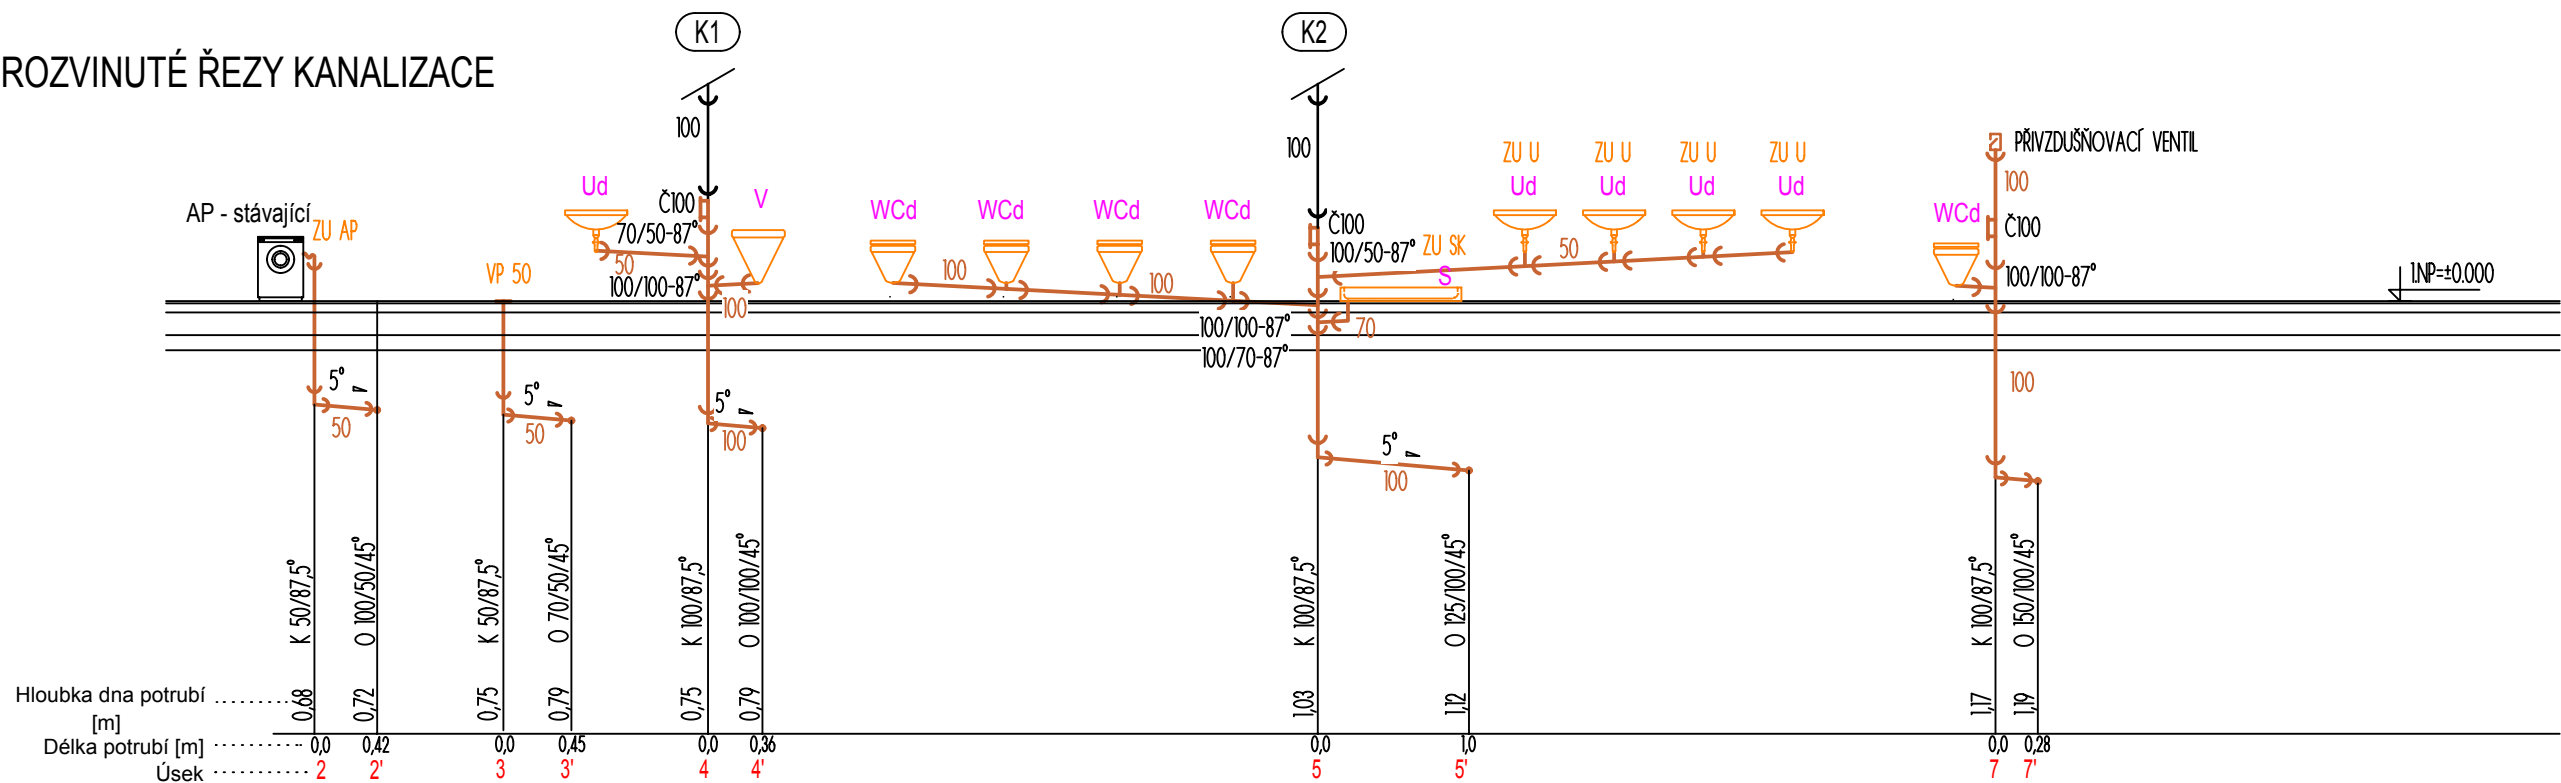 ROZVINUTÉ ŘEZY KANALIZACE
K1
K2
100
100
PŘIVZDUŠŇOVACÍ VENTIL
100
AP - stávající
ZU AP
VP 50
Ud
Č100
V
70/50-87°
50
100/100-87°
100
WCd
WCd
WCd
WCd
100
100
Č100
100/50-87°
ZU SK
S
ZU U
ZU U
ZU U
ZU U
Ud
Ud
Ud
Ud
50
WCd
Č100
100/100-87°
1.NP=±0.000
100/100-87°
70
100/70-87°
100
5°
50
5°
50
5°
100
5°
100
K 50/87,5°
O 100/50/45°
K 50/87,5°
O 70/50/45°
K 100/87,5°
O 100/100/45°
K 100/87,5°
O 125/100/45°
K 100/87,5°
O 150/100/45°
Hloubka dna potrubí
[m]
0,68
0,72
0,75
0,79
0,75
0,79
1,03
1,12
1,17
1,19
Délka potrubí [m]
0,0
0,42
0,0
0,45
0,0
0,36
0,0
1,0
0,0
0,28
Úsek
2
2'
3
3'
4
4'
5
5'
7
7'